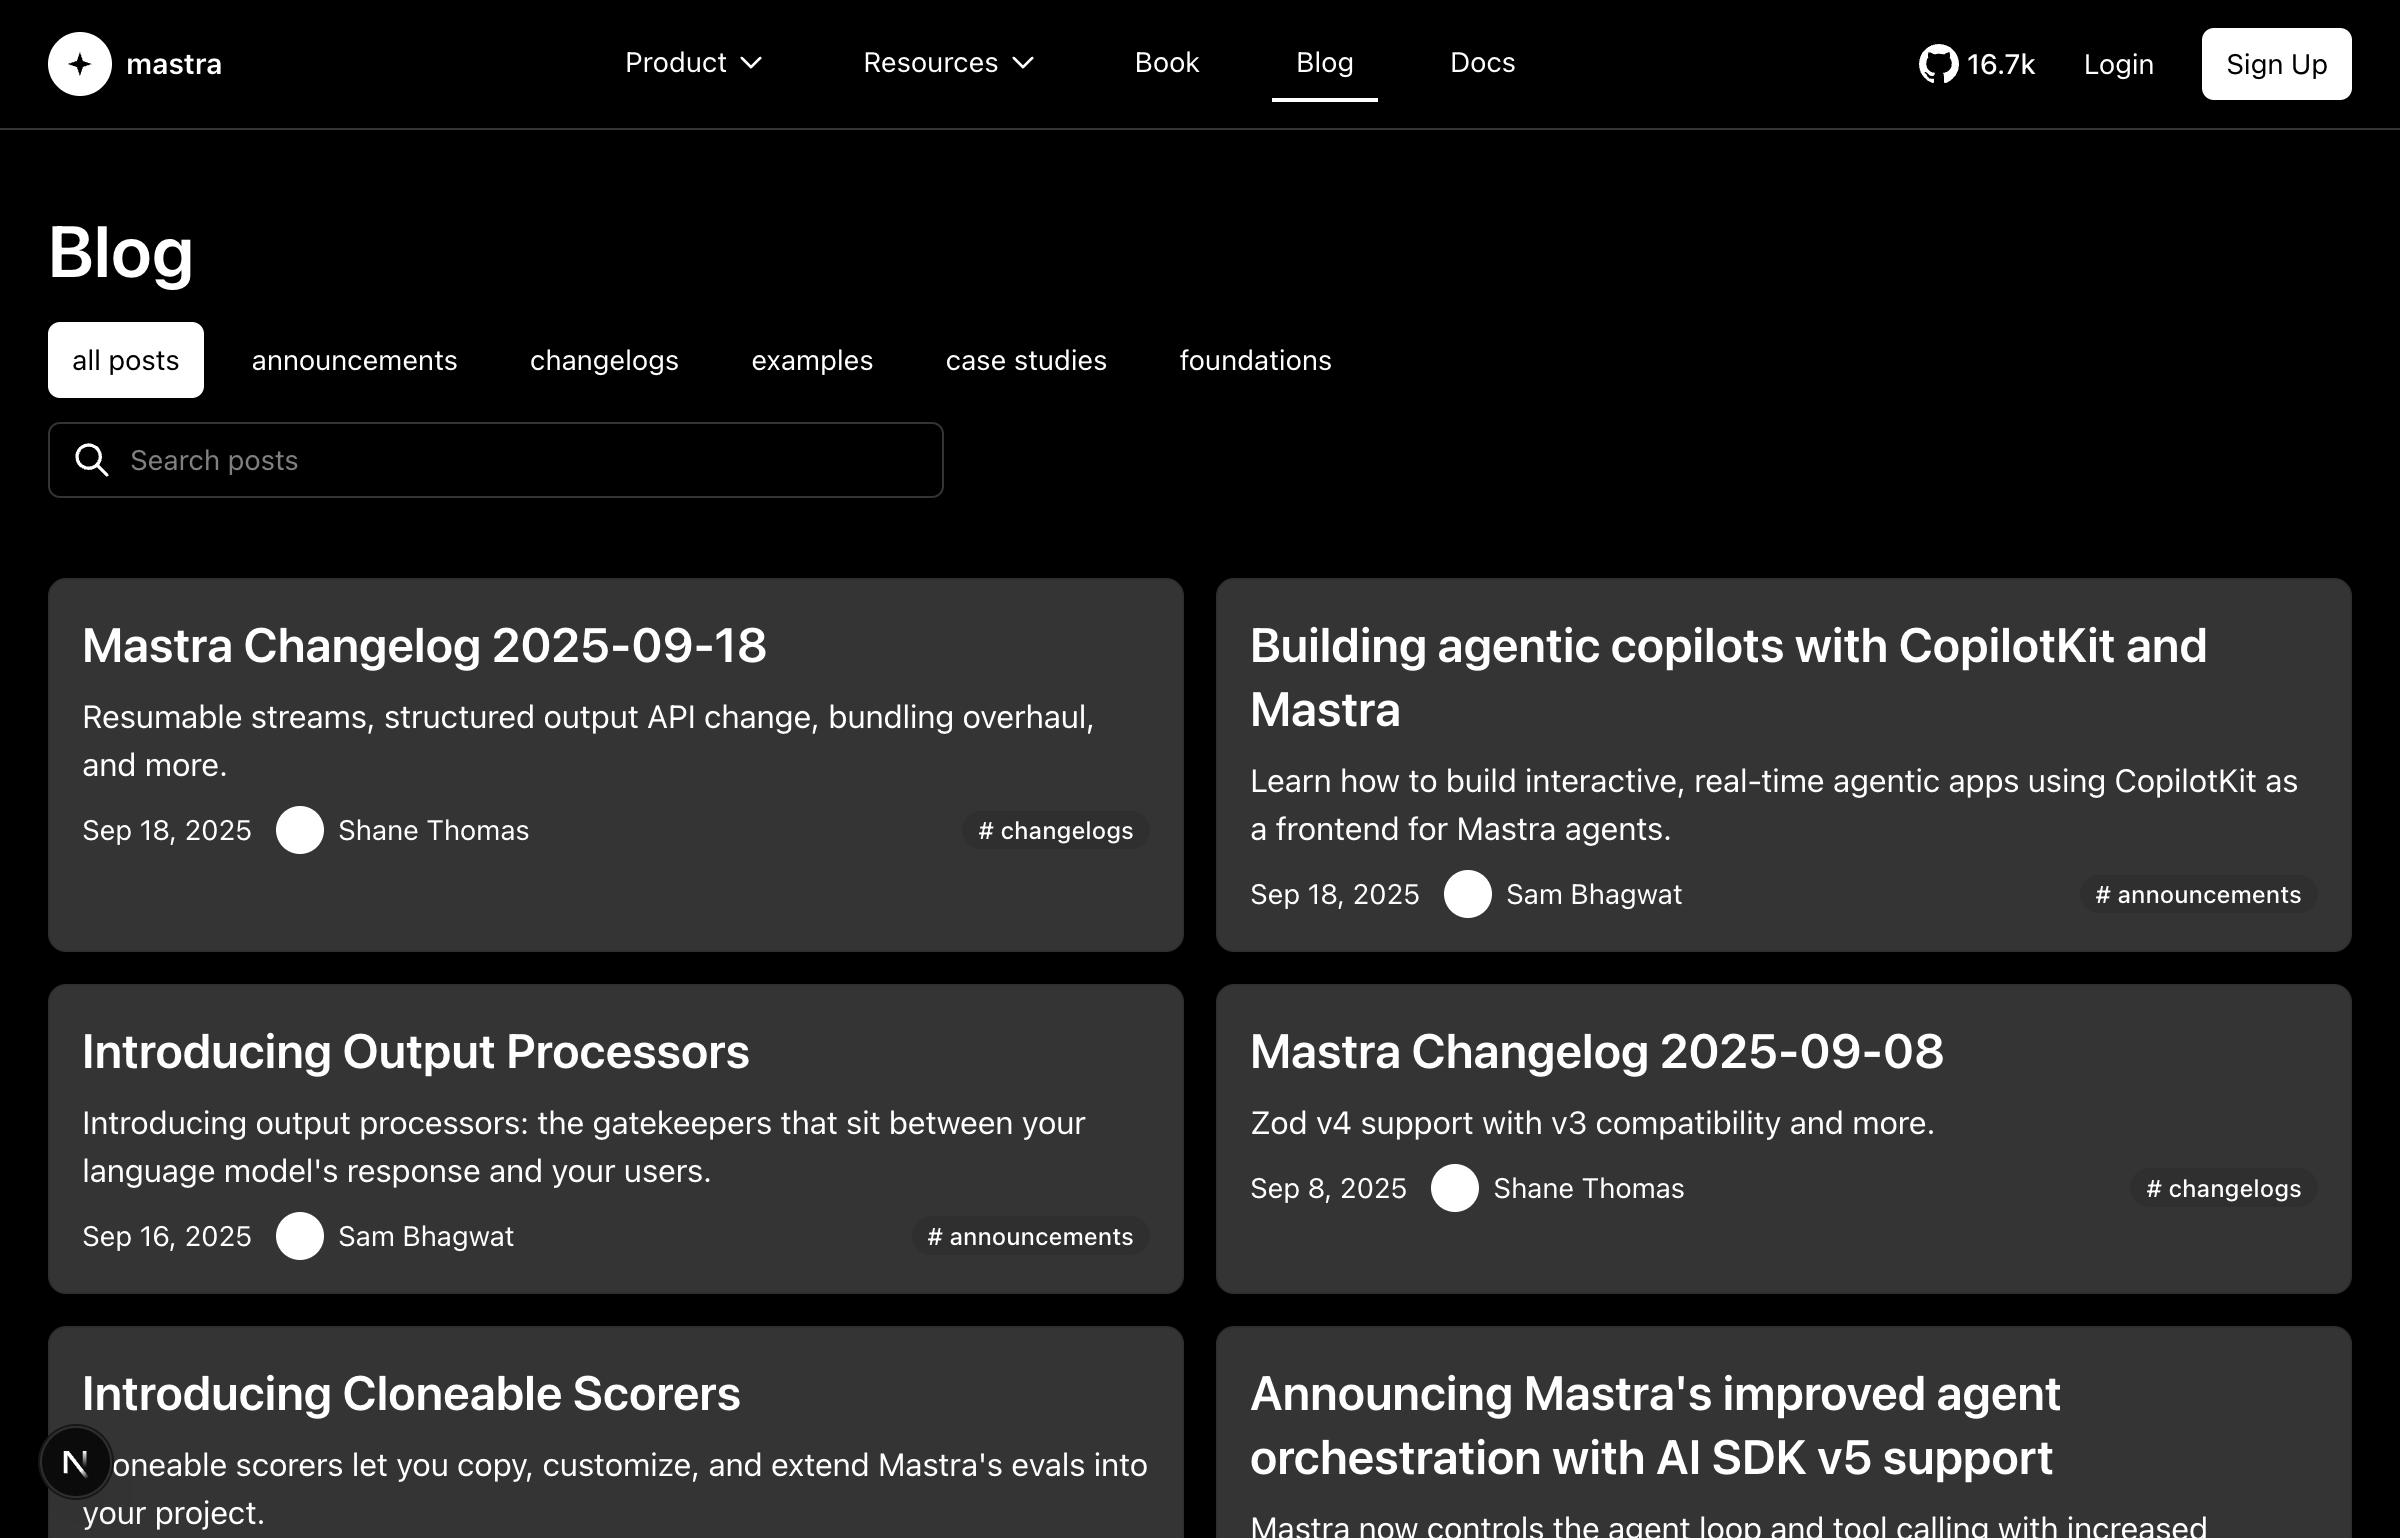 mastra
Product
Resources
Book
Blog
Docs
16.7k
Login
Sign Up
Blog
all posts
announcements
changelogs
examples
case studies
foundations
Search posts
Mastra Changelog 2025-09-18
Resumable streams, structured output API change, bundling overhaul,
and more.
Sep 18, 2025
Shane Thomas
# changelogs
Building agentic copilots with CopilotKit and
Mastra
Learn how to build interactive, real-time agentic apps using CopilotKit as
a frontend for Mastra agents.
Sep 18, 2025
Sam Bhagwat
# announcements
Introducing Output Processors
Introducing output processors: the gatekeepers that sit between your
language model's response and your users.
Sep 16, 2025
Sam Bhagwat
# announcements
Mastra Changelog 2025-09-08
Zod v4 support with v3 compatibility and more.
Sep 8, 2025
Shane Thomas
# changelogs
Introducing Cloneable Scorers
oneable scorers let you copy, customize, and extend Mastra's evals into
your project.
N
Announcing Mastra's improved agent
orchestration with AI SDK v5 support
Mastra now controls the agent loop and tool calling with increased